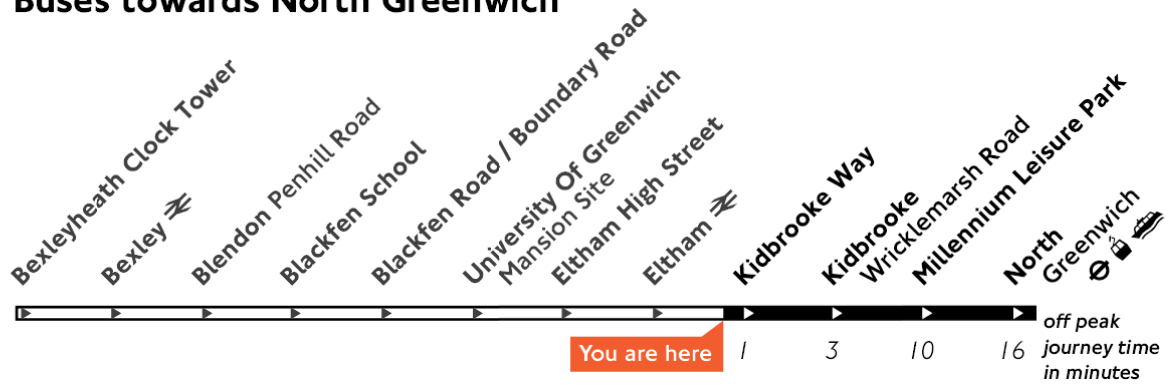 Buses towards North Greenwich
Bexleyheath Clock Tower
Bexley
Blendon Penhill Road
Blackfen School
Blackfen Road / Boundary Road
University Of Greenwich
Mansion Site
Eltham High Street
Eltham
Kidbrooke Way
Kidbrooke
Wricklemarsh Road
Millennium Leisure Park
North
Greenwich
You are here
1 3 10 16
off peak
journey time
in minutes